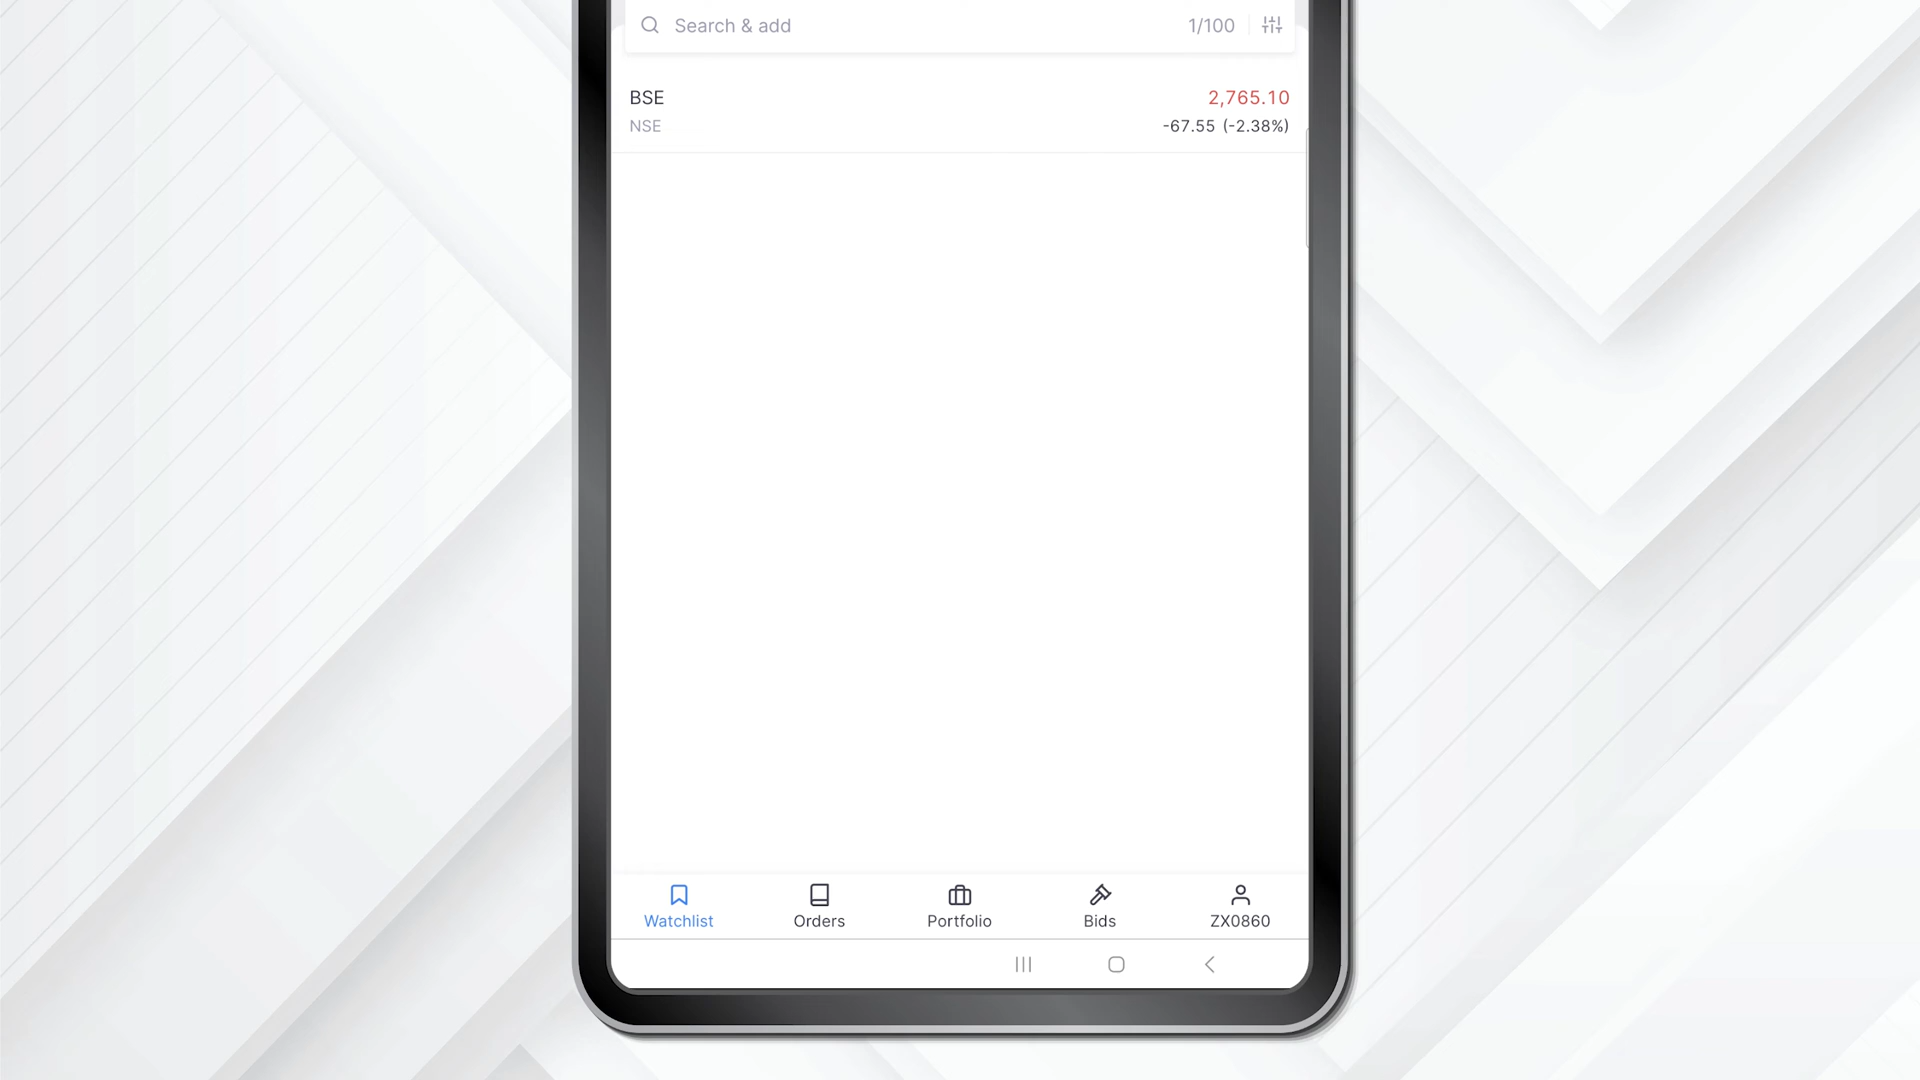 Search & add 1/100
BSE 2,765.10
NSE -67.55 (-2.38%)
Watchlist Orders Portfolio Bids ZX0860